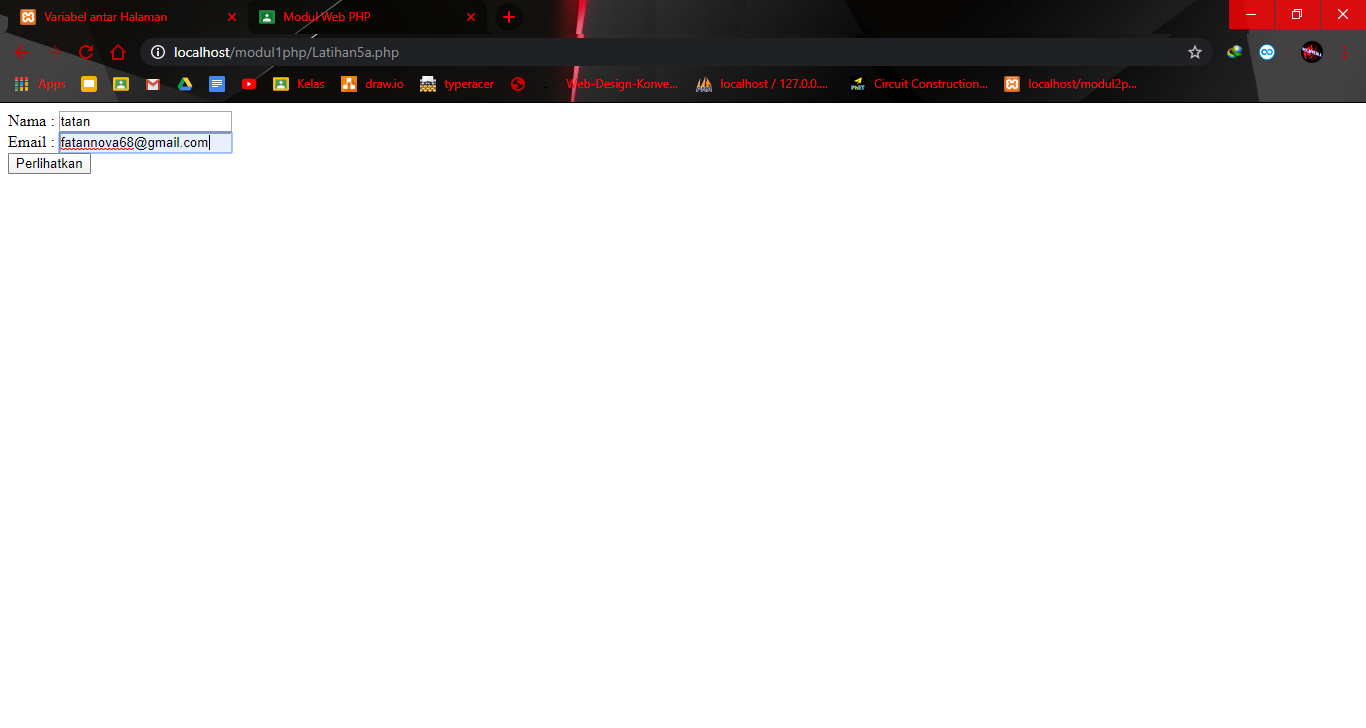 Variabel antar Halaman
Modul Web PHP
localhost/modul1php/Latihan5a.php
Apps
Kelas
draw.io
typeracer
Web-Design-Konve...
localhost / 127.0.0....
Circuit Construction...
localhost/modul2p...
Nama : tatan
Email : fatannova68@gmail.com
Perlihatkan